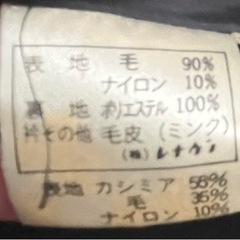 表地 毛 90%
ナイロン 10%
裏地 ポリエステル 100%
衿その他 毛皮(ミンク)
(株)レナウン
表地 カシミア 55%
毛 35%
ナイロン 10%